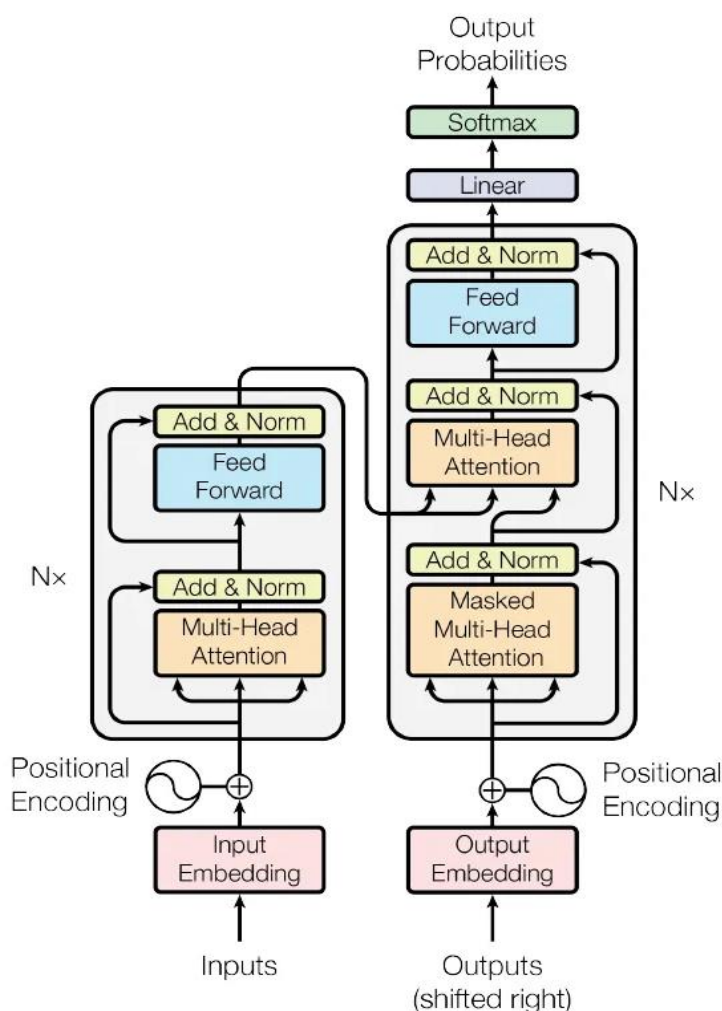 Output
Probabilities
Softmax
Linear
Add & Norm
Feed
Forward
Add & Norm
Multi-Head
Attention
Add & Norm
Masked
Multi-Head
Attention
Nx
Add & Norm
Feed
Forward
Add & Norm
Multi-Head
Attention
Nx
Positional
Encoding
Positional
Encoding
Input
Embedding
Output
Embedding
Inputs
Outputs
(shifted right)